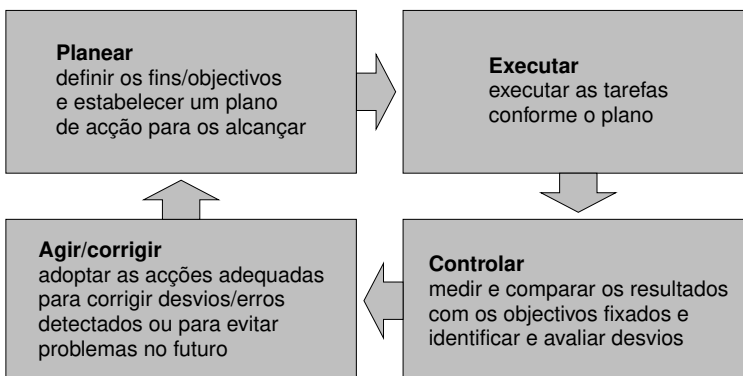 Planear
definir os fins/objectivos
e estabelecer um plano
de acção para os alcançar
Executar
executar as tarefas
conforme o plano
Controlar
medir e comparar os resultados
com os objectivos fixados e
identificar e avaliar desvios
Agir/corrigir
adoptar as acções adequadas
para corrigir desvios/erros
detectados ou para evitar
problemas no futuro